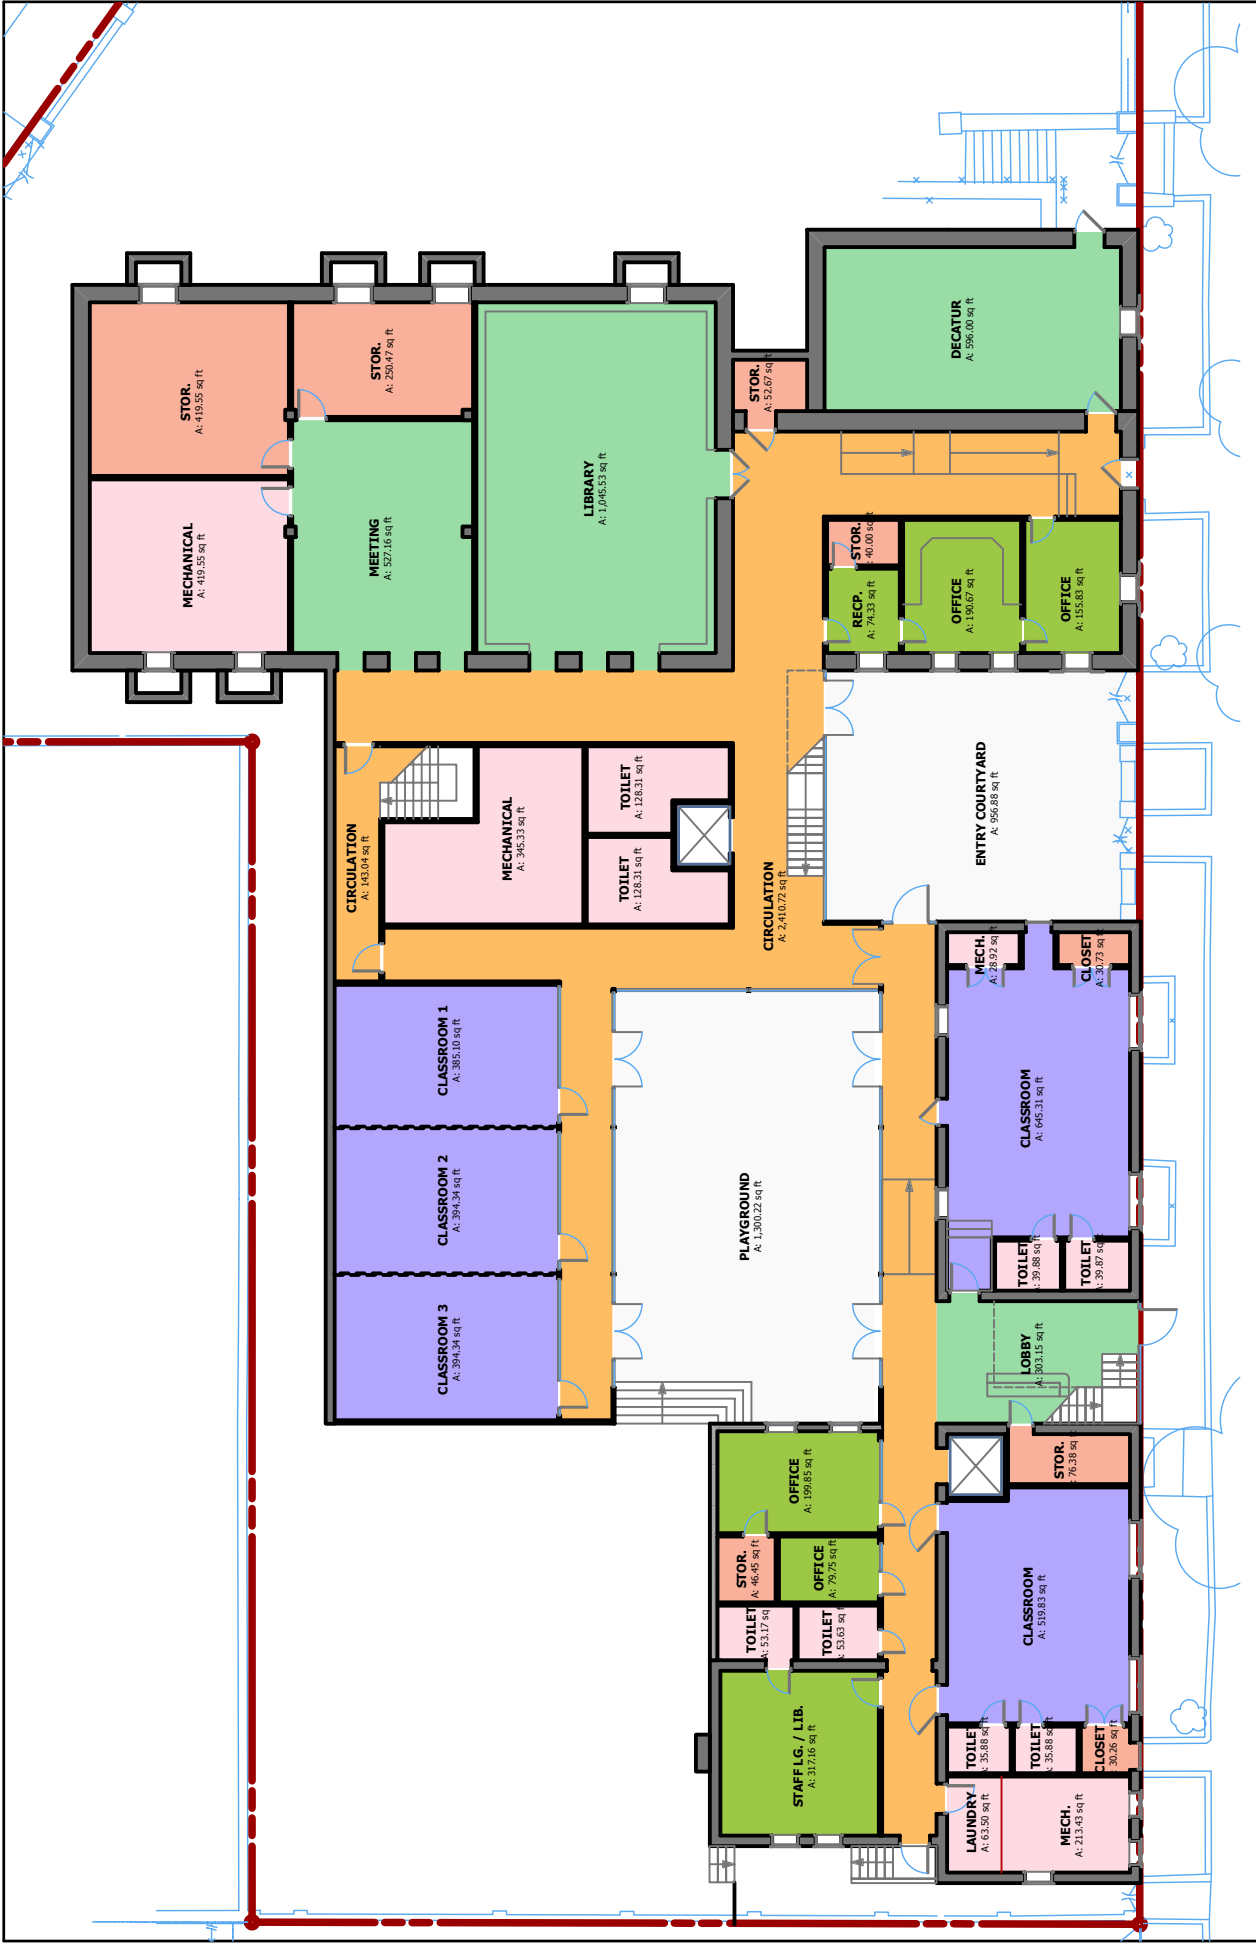 STOR.
A: 419.55 sq ft
STOR.
A: 250.47 sq ft
MECHANICAL
A: 419.55 sq ft
MEETING
A: 527.16 sq ft
LIBRARY
A: 1,045.53 sq ft
STOR.
A: 52.67 sq ft
DECATUR
A: 596.00 sq ft
STOR.
: 40.00 sq ft
RECP.
A: 74.33 sq ft
OFFICE
A: 190.67 sq ft
OFFICE
A: 155.83 sq ft
CIRCULATION
A: 143.04 sq ft
MECHANICAL
A: 345.33 sq ft
TOILET
A: 128.31 sq ft
TOILET
A: 128.31 sq ft
CIRCULATION
A: 2,410.72 sq ft
ENTRY COURTYARD
A: 956.88 sq ft
MECH.
A: 28.92 sq ft
CLOSET
A: 30.73 sq ft
CLASSROOM 1
A: 385.10 sq ft
CLASSROOM 2
A: 394.34 sq ft
CLASSROOM 3
A: 394.34 sq ft
PLAYGROUND
A: 1,300.22 sq ft
CLASSROOM
A: 645.31 sq ft
TOILET
A: 39.88 sq ft
TOILET
A: 39.87 sq ft
LOBBY
A: 303.15 sq ft
OFFICE
A: 199.85 sq ft
STOR.
A: 46.45 sq ft
OFFICE
A: 79.75 sq ft
TOILET
A: 53.17 sq
TOILET
A: 53.63 sq f
STAFF LG. / LIB.
A: 317.16 sq ft
STOR.
: 76.38 sq ft
CLASSROOM
A: 519.83 sq ft
TOILET
A: 35.88 sq ft
TOILET
A: 35.88 sq ft
CLOSET
A: 30.26 sq ft
LAUNDRY
A: 63.50 sq ft
MECH.
A: 213.43 sq ft